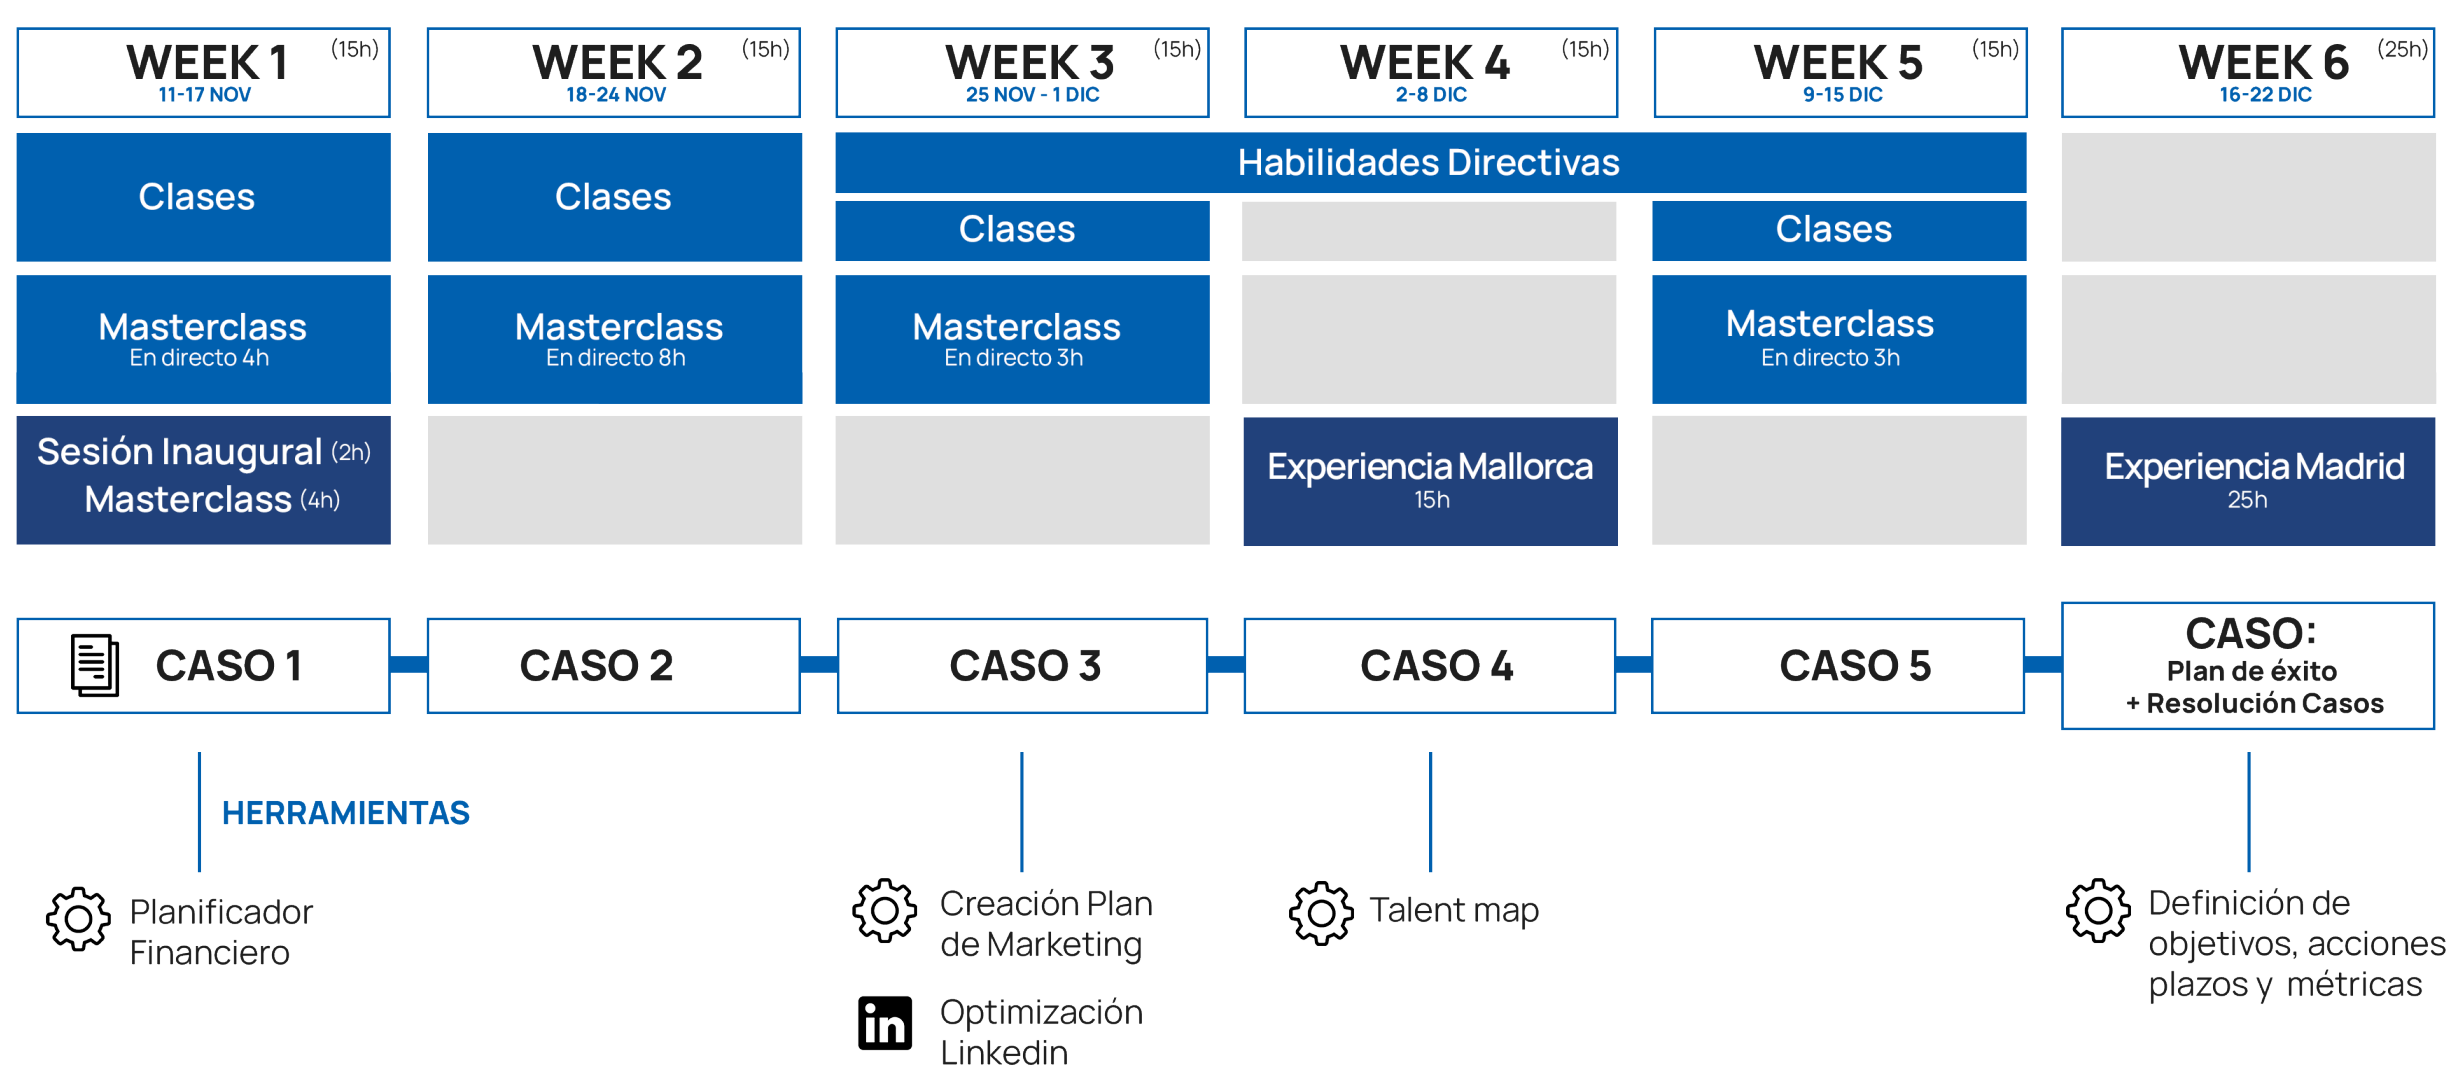 WEEK 1 (15h)
11-17 NOV
WEEK 2 (15h)
18-24 NOV
WEEK 3 (15h)
25 NOV - 1 DIC
WEEK 4 (15h)
2-8 DIC
WEEK 5 (15h)
9-15 DIC
WEEK 6 (25h)
16-22 DIC
Clases
Clases
Habilidades Directivas
Clases
Clases
Masterclass
En directo 4h
Masterclass
En directo 8h
Masterclass
En directo 3h
Masterclass
En directo 3h
Sesión Inaugural (2h)
Masterclass (4h)
Experiencia Mallorca
15h
Experiencia Madrid
25h
CASO 1
CASO 2
CASO 3
CASO 4
CASO 5
CASO:
Plan de éxito
+ Resolución Casos
HERRAMIENTAS
Planificador
Financiero
Creación Plan
de Marketing
in
Optimización
Linkedin
Talent map
Definición de
objetivos, acciones
plazos y métricas